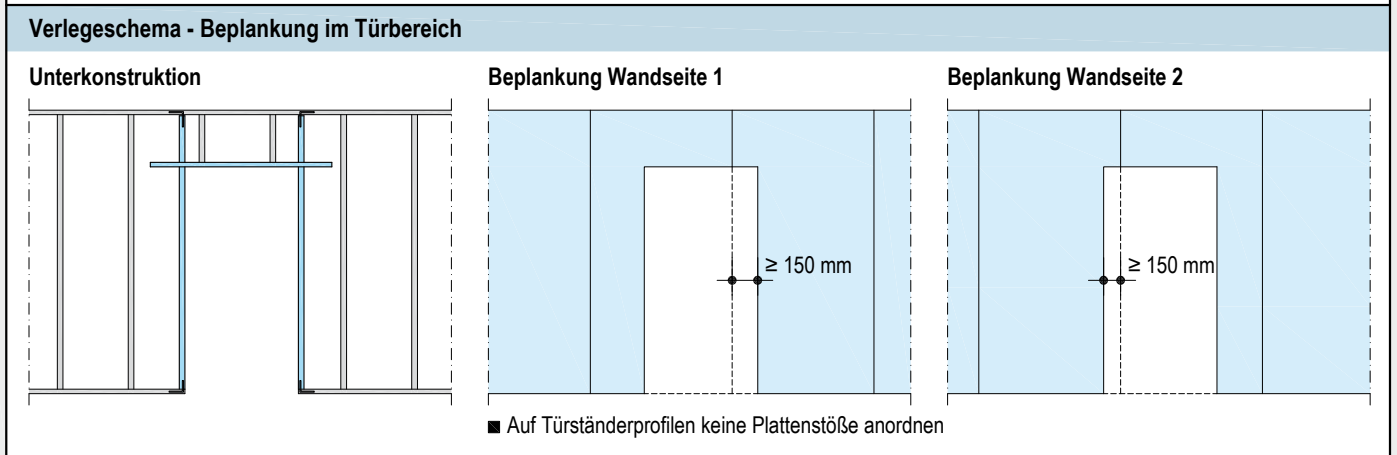 Verlegeschema - Beplankung im Türbereich
Unterkonstruktion
Beplankung Wandseite 1
Beplankung Wandseite 2
≥ 150 mm
≥ 150 mm
■ Auf Türständerprofilen keine Plattenstöße anordnen